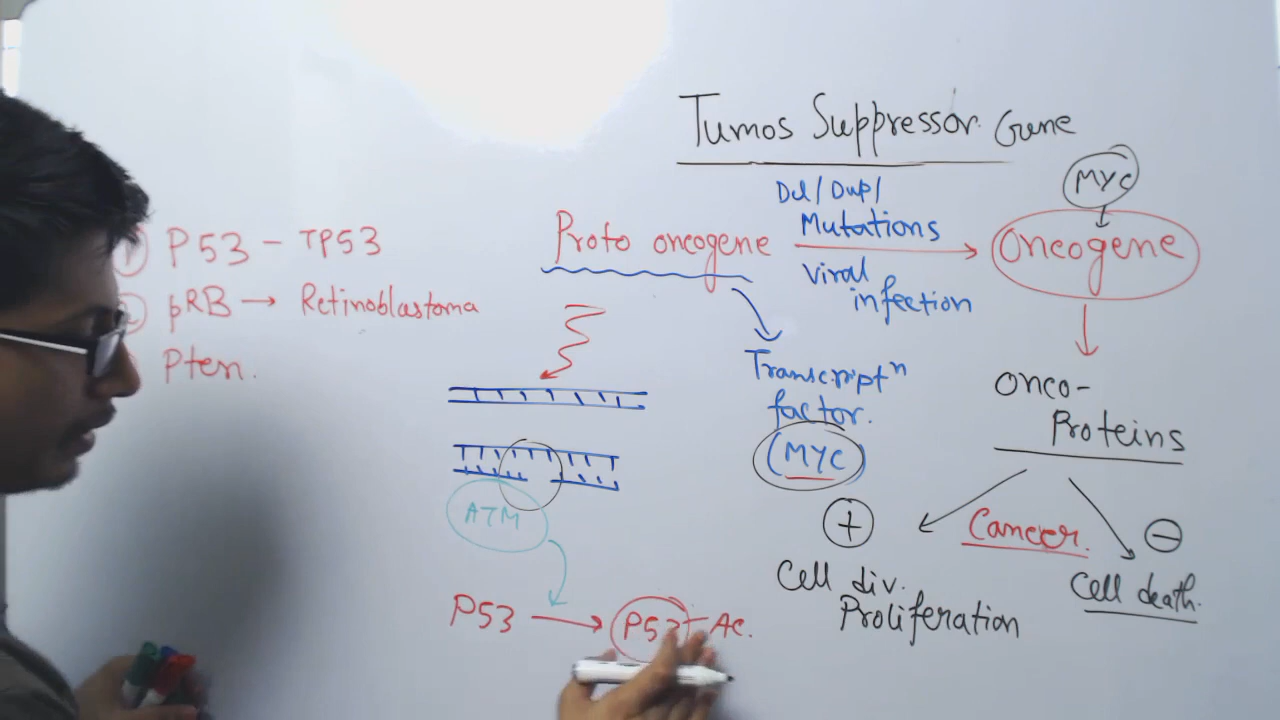 Tumos Suppressor Gene
P53 - TP53
pRB → Retinoblastoma
Pten.
Proto oncogene
Del/Dup/
Mutations
Viral
infection
MYC
Oncogene
Transcriptⁿ
factor.
(MYC)
Onco-
Proteins
ATM
P53 → P53-Ac.
+
Cell div.
Proliferation
Cancer.
-
Cell death.